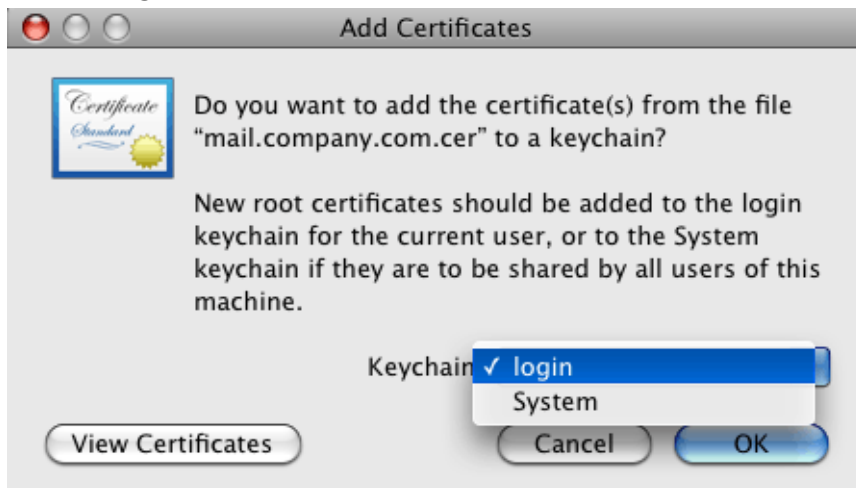 Add Certificates
Certificate
Standard
Do you want to add the certificate(s) from the file
“mail.company.com.cer” to a keychain?
New root certificates should be added to the login
keychain for the current user, or to the System
keychain if they are to be shared by all users of this
machine.
Keychain ✓ login
System
View Certificates Cancel OK